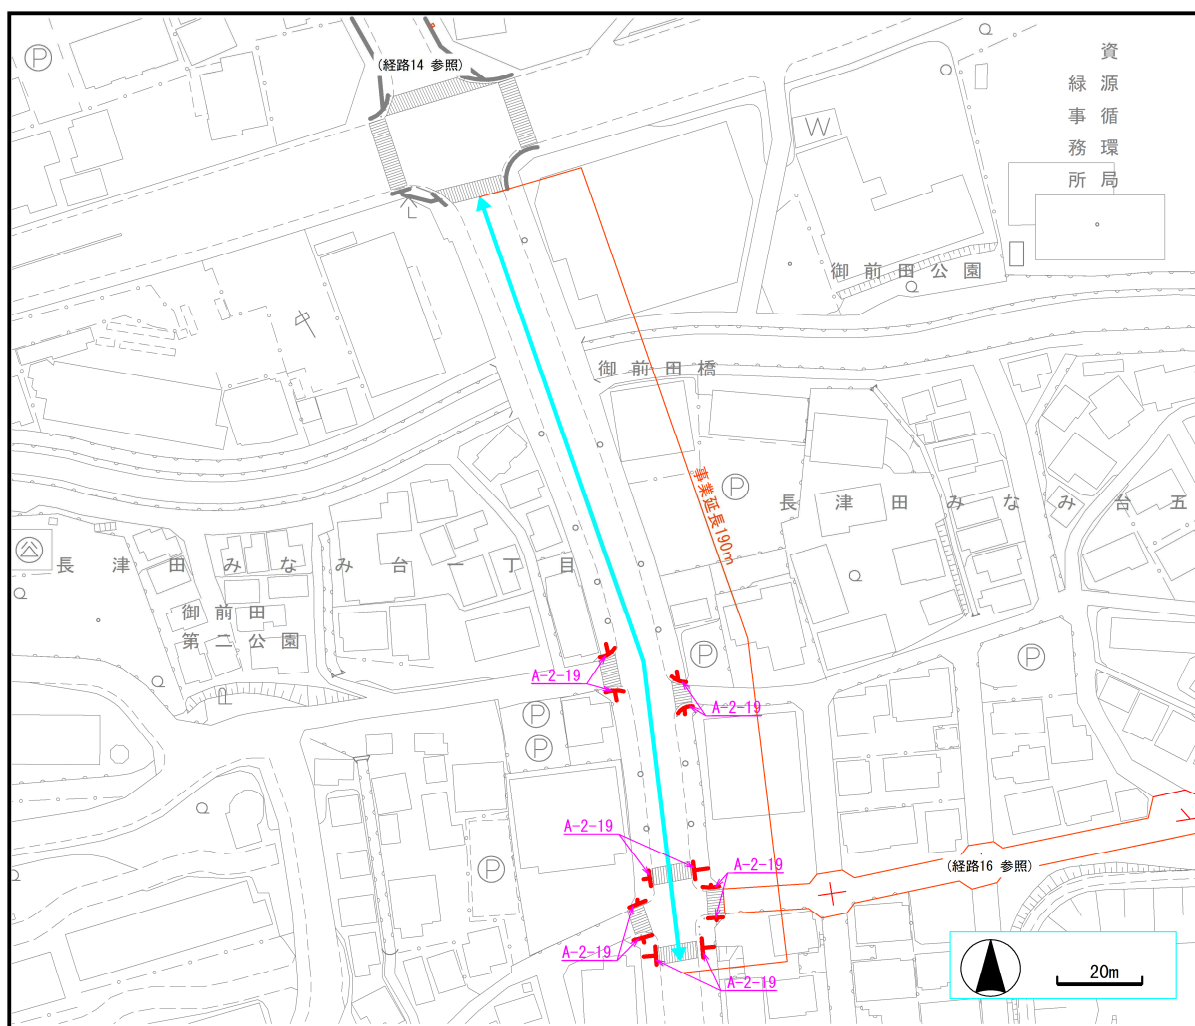 (経路14 参照)
資源循環局
緑事務所
P
W
御前田公園
御前田橋
事業延長190m
P
長津田みなみ台五
公
長津田みなみ台一丁目
御前田
第二公園
P
P
A-2-19
A-2-19
P
P
A-2-19
A-2-19
P
(経路16 参照)
A-2-19
A-2-19
20m